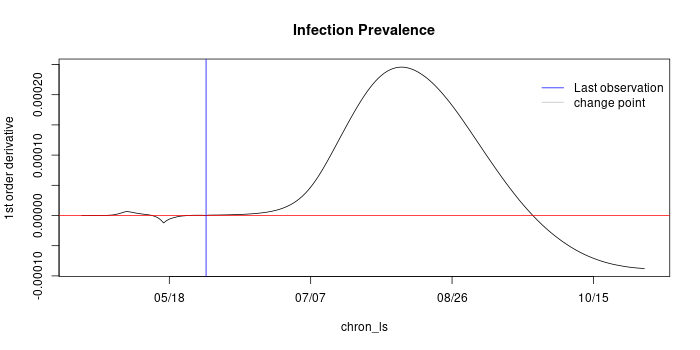 Infection Prevalence
1st order derivative
0.00020
0.00010
0.00000
-0.00010
Last observation
change point
05/18
07/07
08/26
10/15
chron_ls